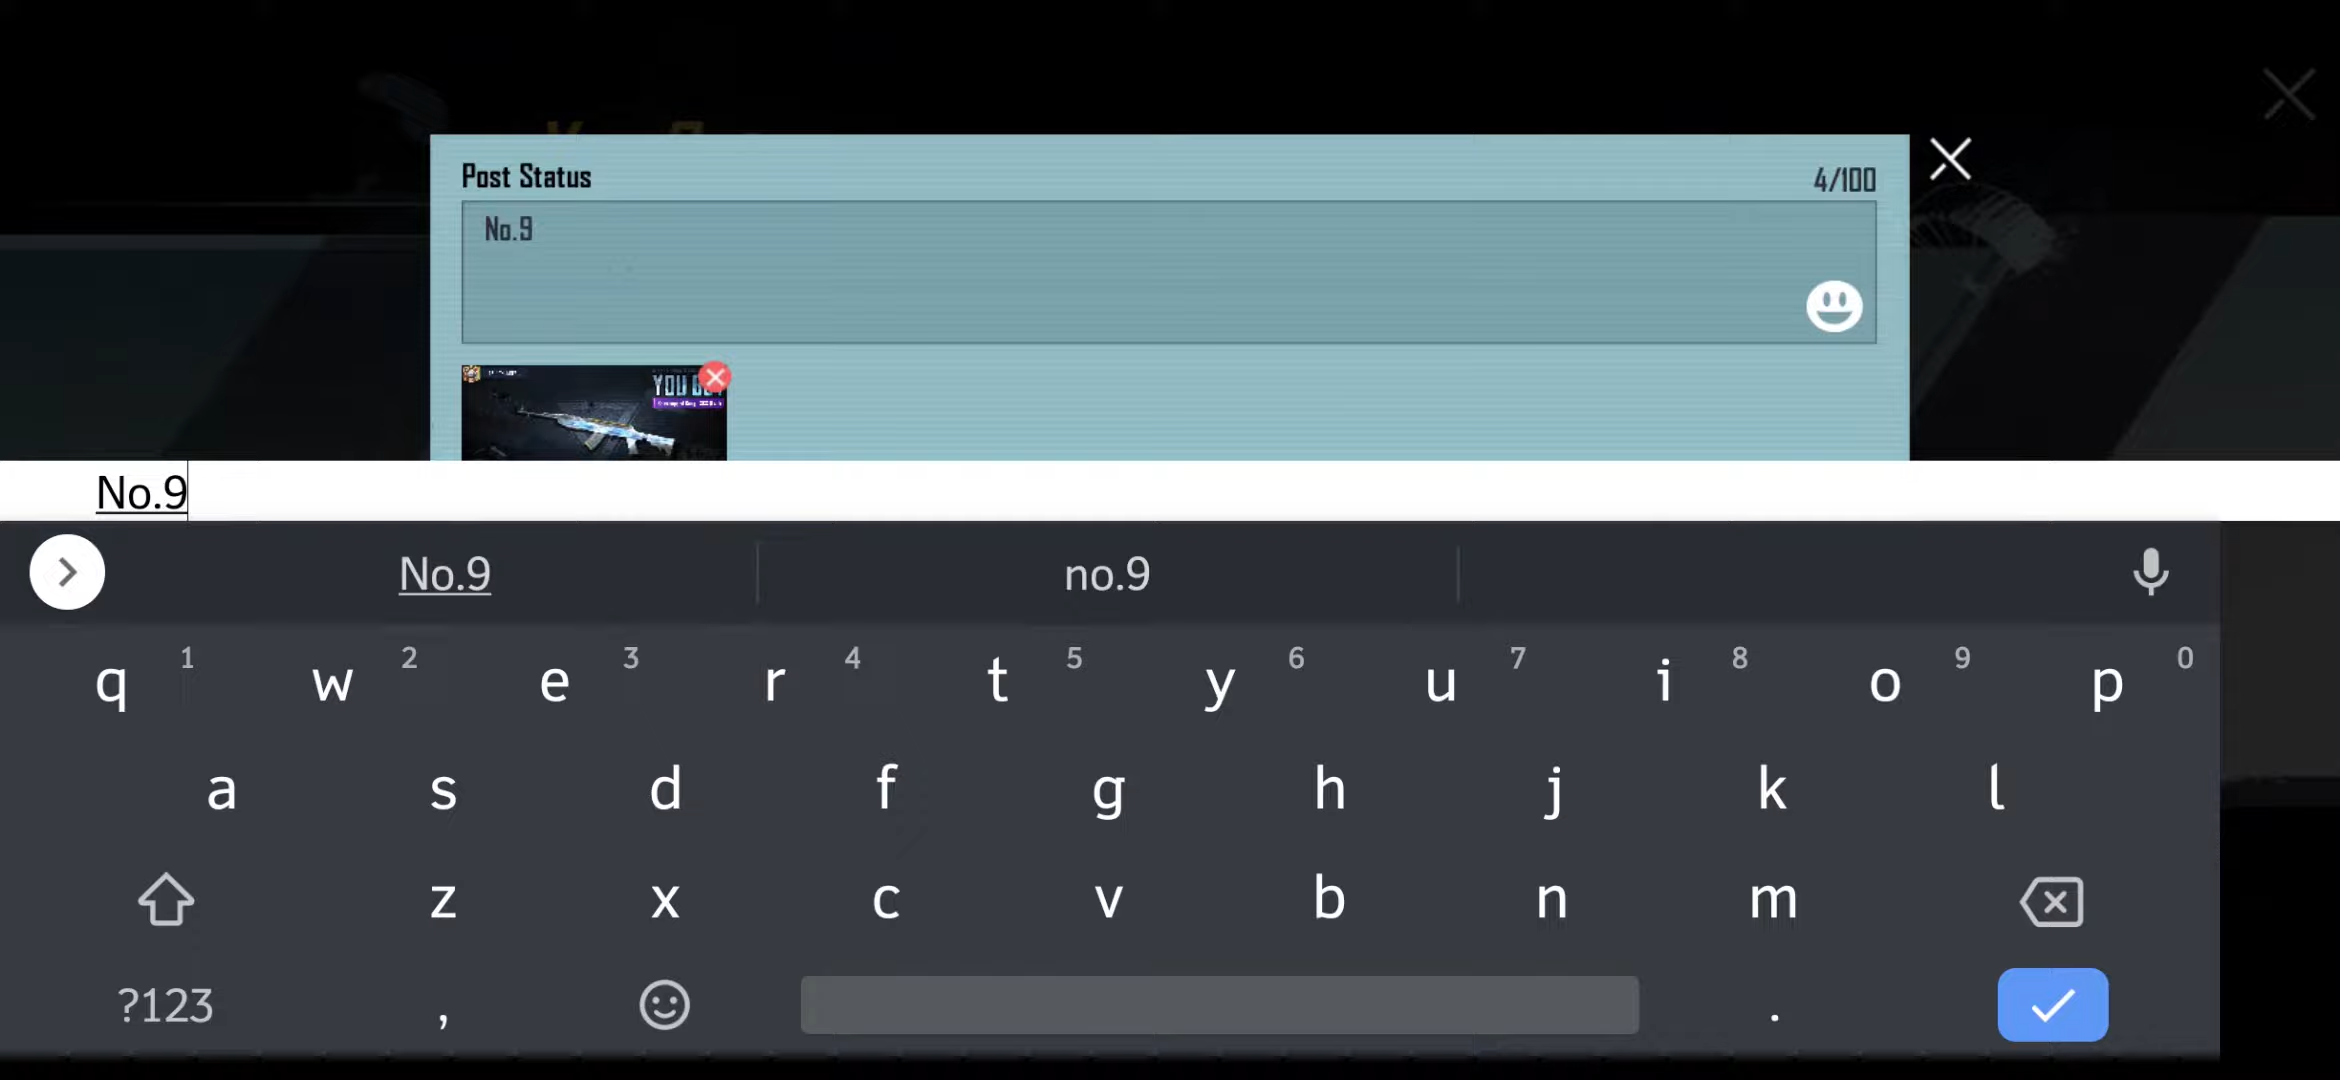 Post Status
4/100
No.9
YOU
No.9
No.9
no.9
q 1 w 2 e 3 r 4 t 5 y 6 u 7 i 8 o 9 p 0
a s d f g h j k l
z x c v b n m
?123 , .